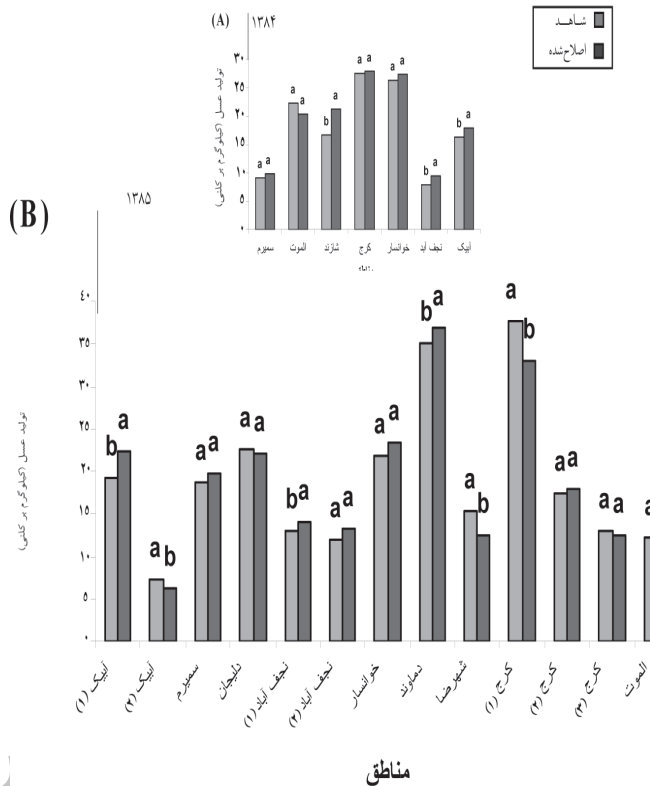 (A) ۱۳۸۴
شاهد
اصلاح‌شده
تولید عسل (کیلوگرم بر کلنی)
۳۰
۲۵
۲۰
۱۵
۱۰
۵
۰
a a a a b a a a a a b a b a
سمیرم الموت شازند کرج خوانسار نجف آباد آبیک
(B) ۱۳۸۵
تولید عسل (کیلوگرم بر کلنی)
۴۰
۳۵
۳۰
۲۵
۲۰
۱۵
۱۰
۵
۰
b a a b a a a a b a a a a a b a a b a b a a a a a
آبیک (۱) آبیک (۲) سمیرم دلیجان نجف آباد (۱) نجف آباد (۲) خوانسار دماوند شهرضا کرج (۱) کرج (۲) کرج (۳) الموت
مناطق